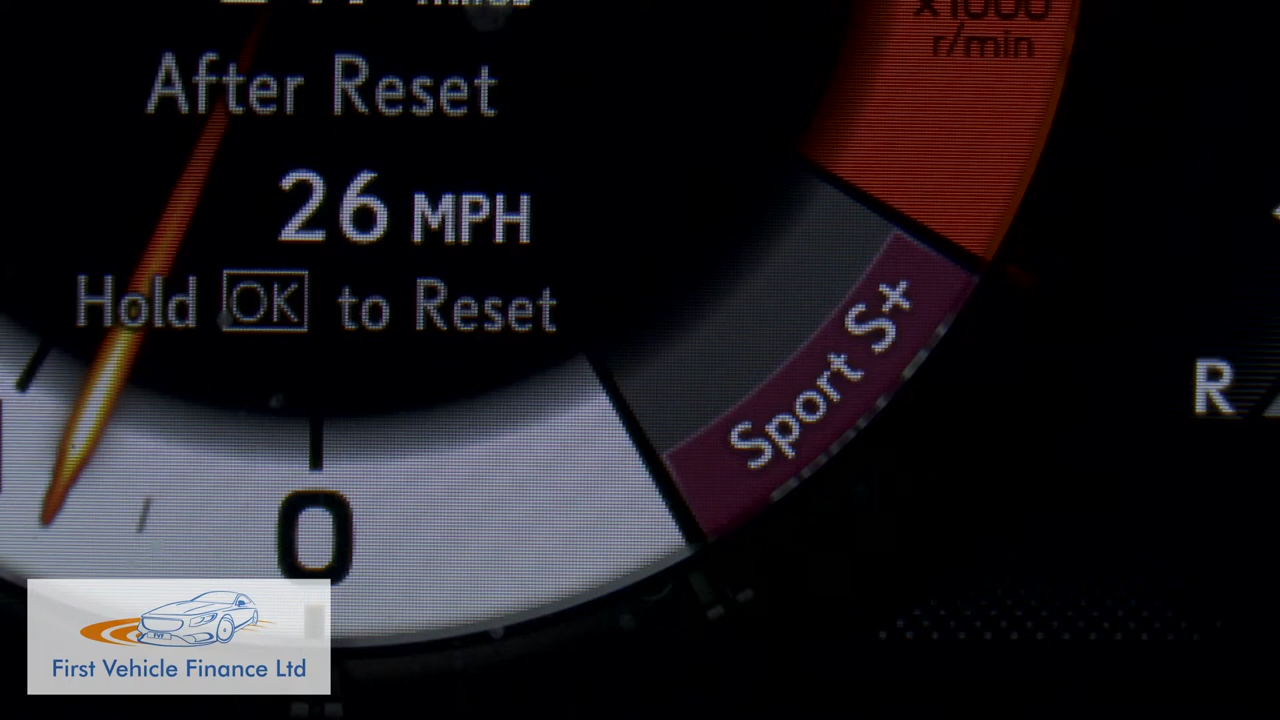 x1000
r/min
After Reset
26 MPH
Hold OK to Reset
Sport S+
R
0
First Vehicle Finance Ltd